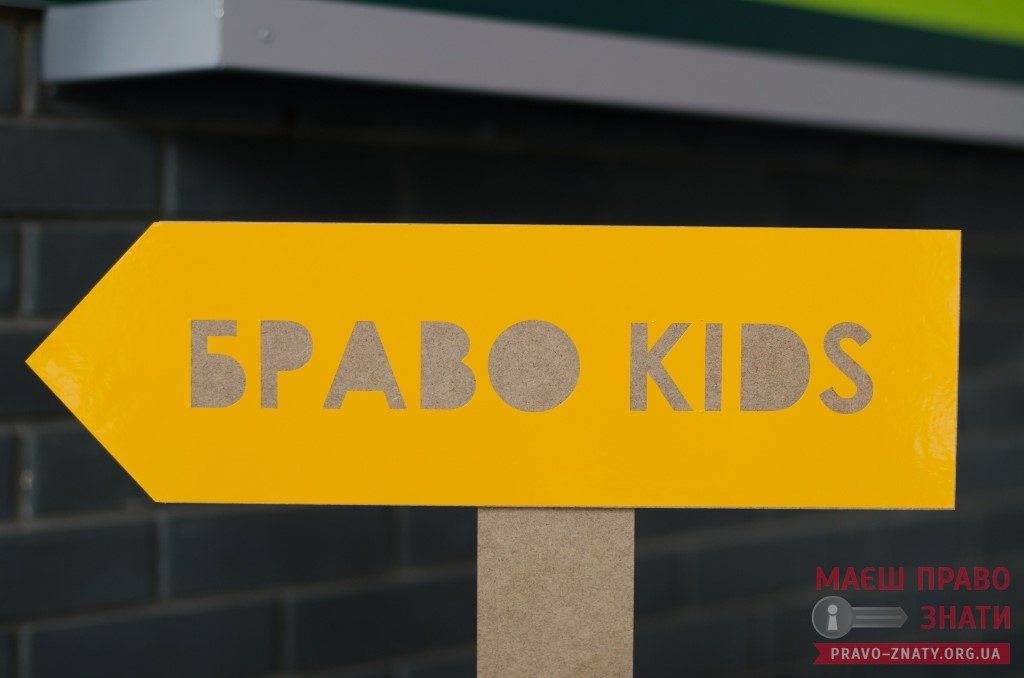 БРАВО KIDS
МАЄШ ПРАВО
ЗНАТИ
PRAVO-ZNATY.ORG.UA